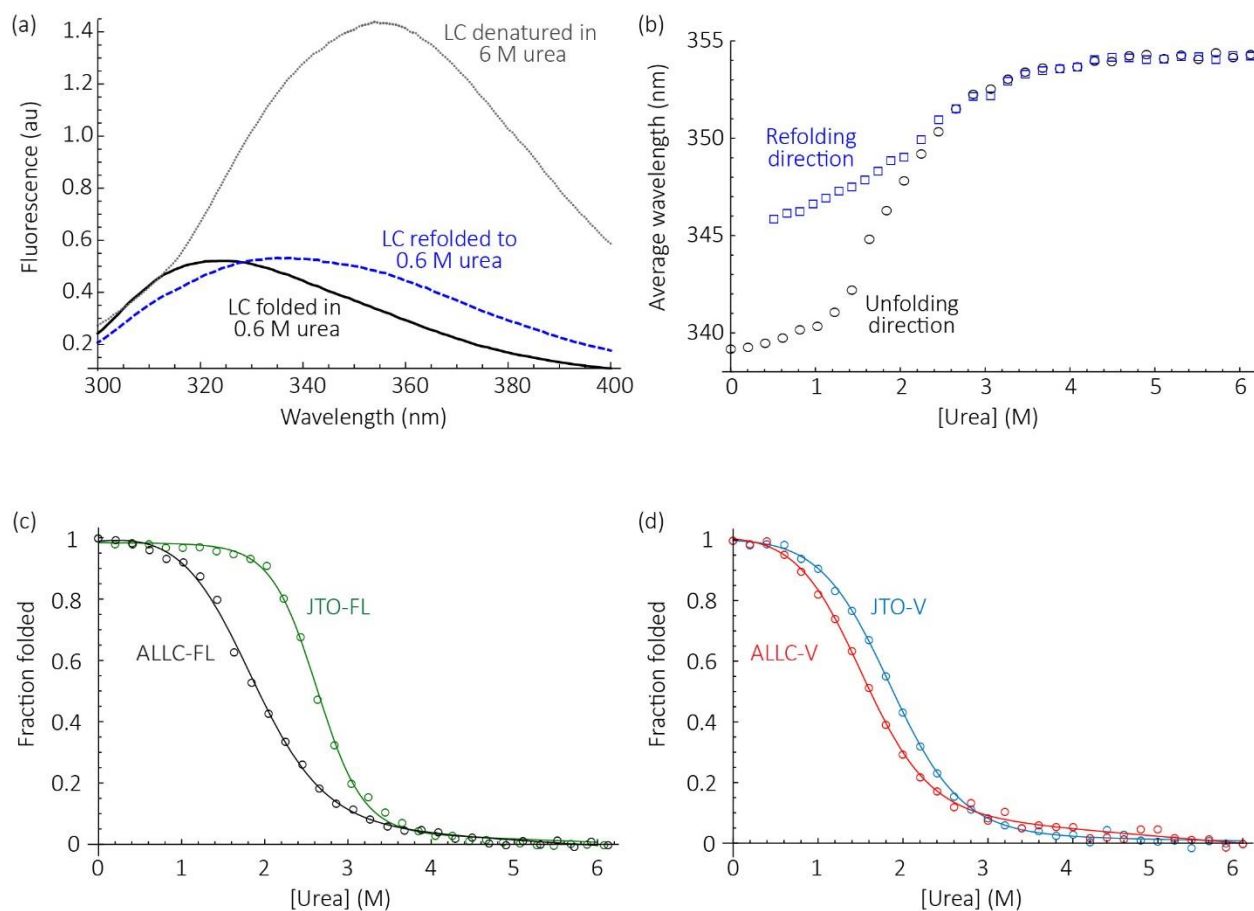 (a)
1.4
1.2
1.0
0.8
0.6
0.4
0.2
Fluorescence (au)
LC denatured in
6 M urea
LC refolded to
0.6 M urea
LC folded in
0.6 M urea
300
320
340
360
380
400
Wavelength (nm)
(b)
355
350
345
340
Average wavelength (nm)
Refolding
direction
Unfolding
direction
0
1
2
3
4
5
6
[Urea] (M)
(c)
1
0.8
0.6
0.4
0.2
0
Fraction folded
JTO-FL
ALLC-FL
0
1
2
3
4
5
6
[Urea] (M)
(d)
1
0.8
0.6
0.4
0.2
0
Fraction folded
JTO-V
ALLC-V
0
1
2
3
4
5
6
[Urea] (M)